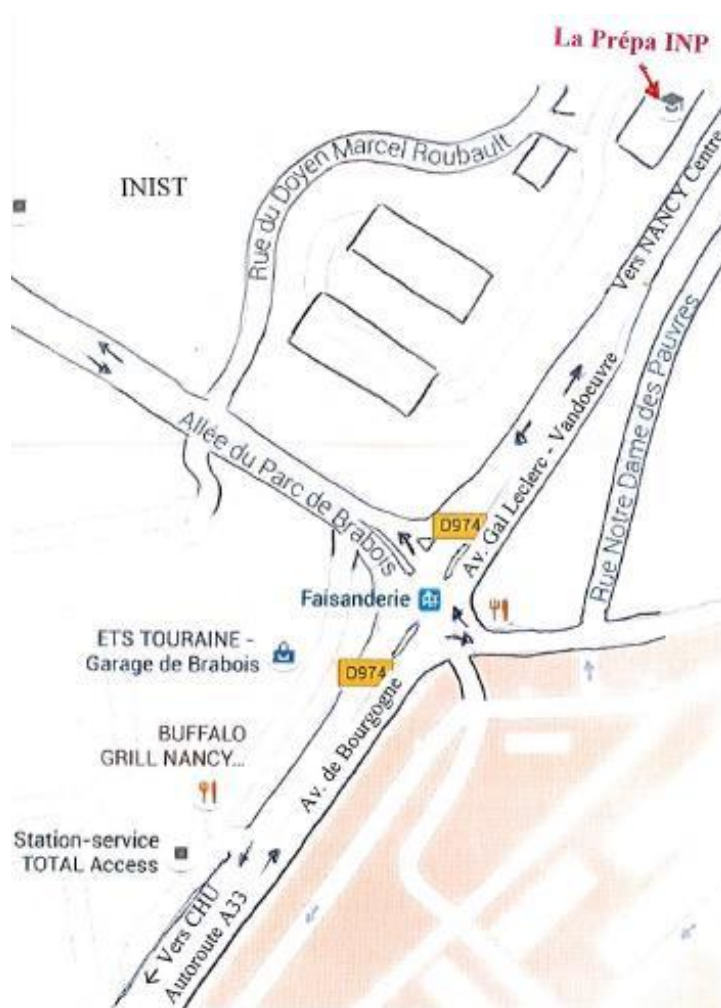 La Prépa INP
INIST
Rue du Doyen Marcel Roubault
Vers NANCY Centre
Rue Notre Dame des Pauvres
Allée du Parc de Brabois
Av. Gal Leclerc - Vandoeuvre
D974
Faisanderie
ETS TOURAINE -
Garage de Brabois
D974
Av. de Bourgogne
BUFFALO
GRILL NANCY...
Station-service
TOTAL Access
Vers CHU
Autoroute A33